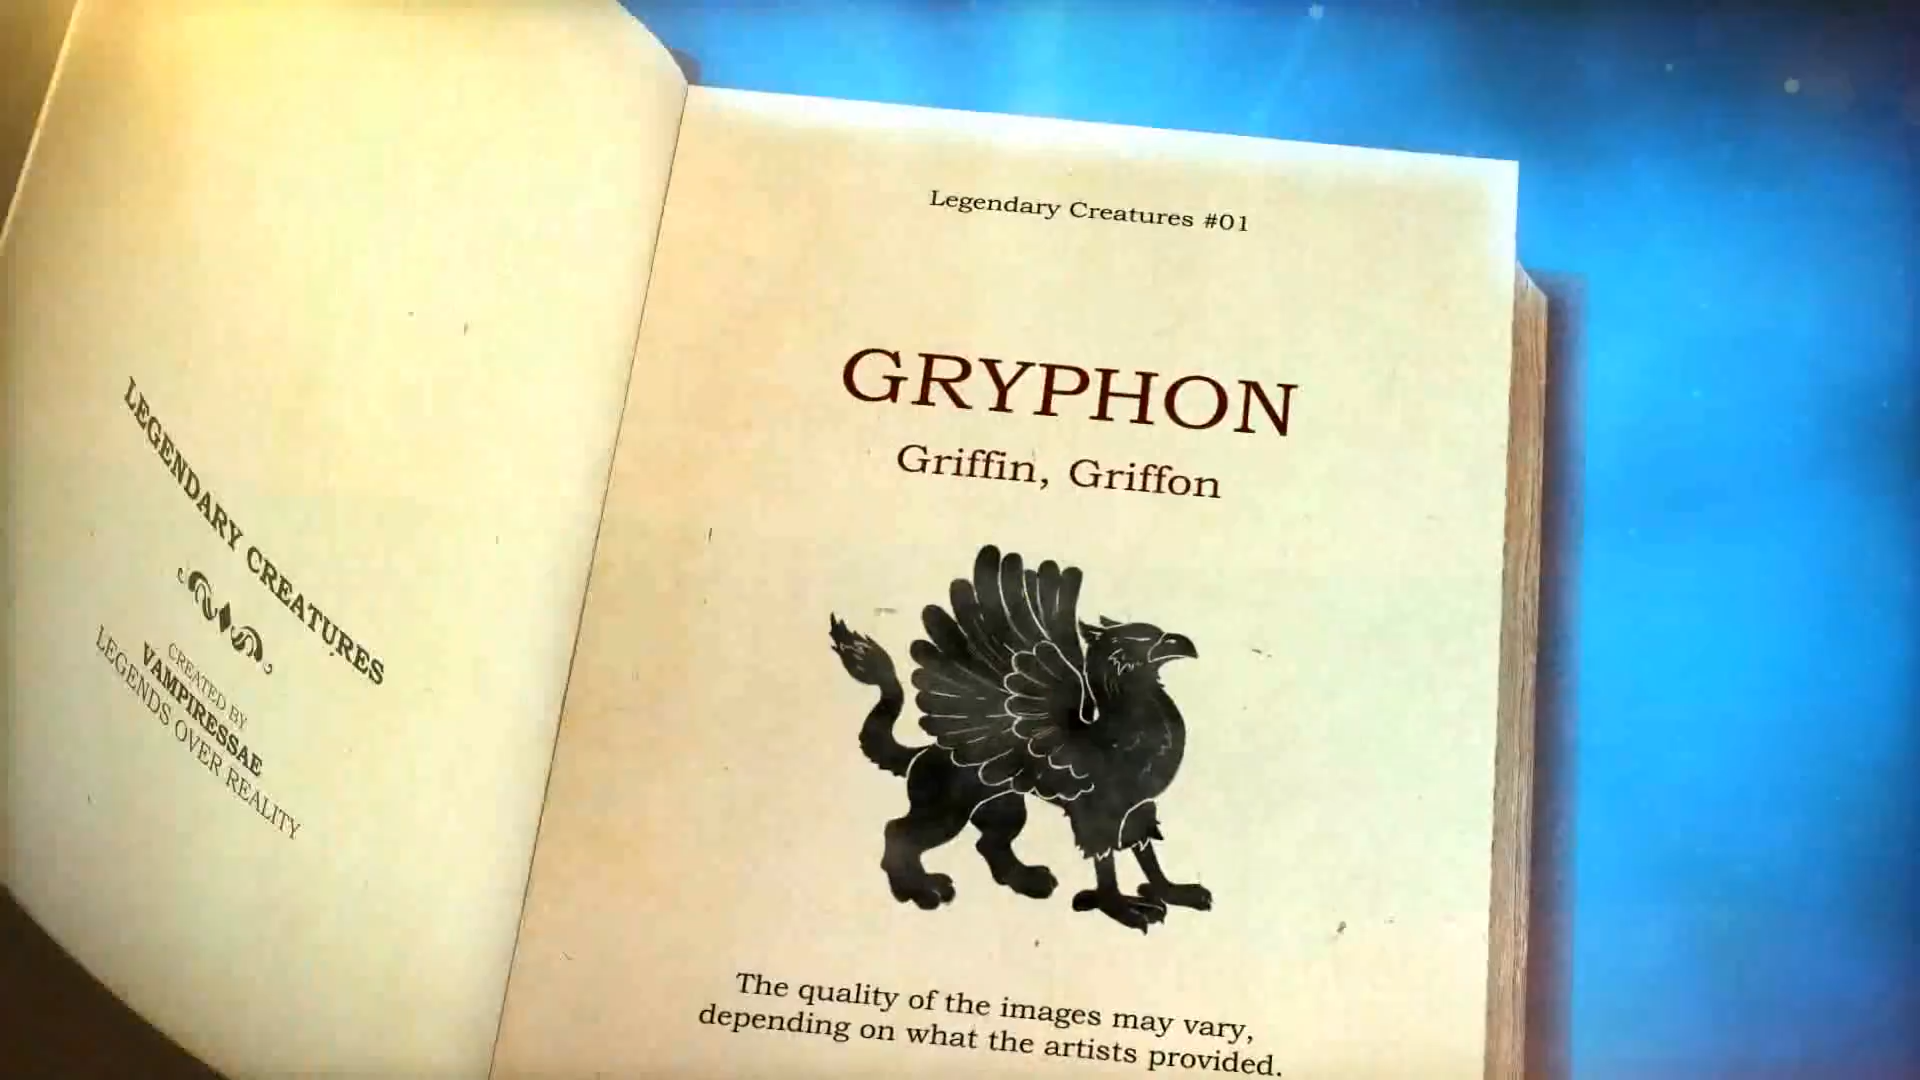 LEGENDARY CREATURES
CREATED BY
VAMPIRESSAE
LEGENDS OVER REALITY
Legendary Creatures #01
GRYPHON
Griffin, Griffon
The quality of the images may vary,
depending on what the artists provided.